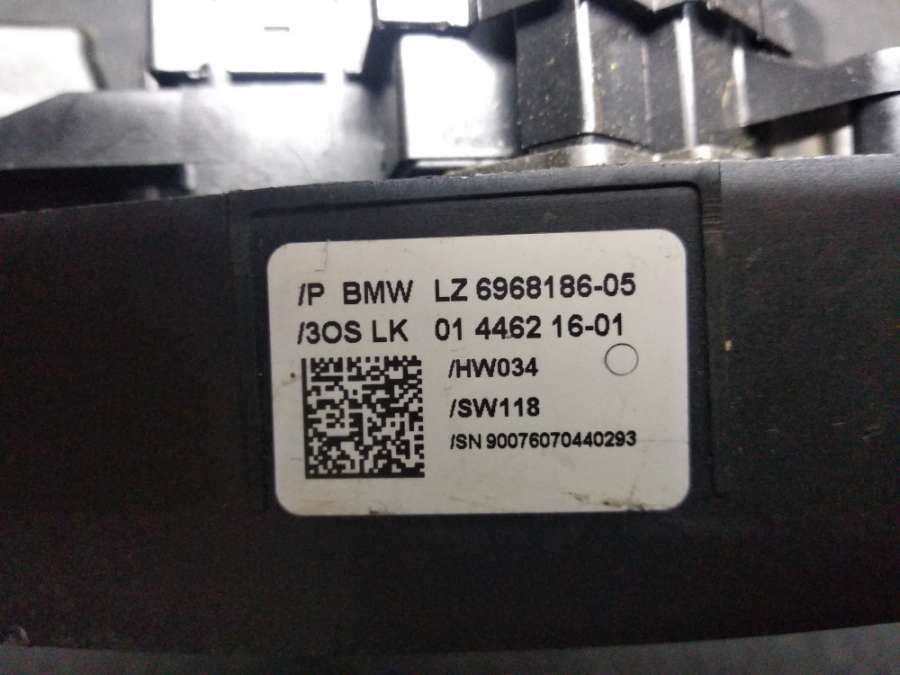 /P BMW LZ 6968186-05
/3OS LK 01 4462 16-01
/HW034
/SW118
/SN 90076070440293